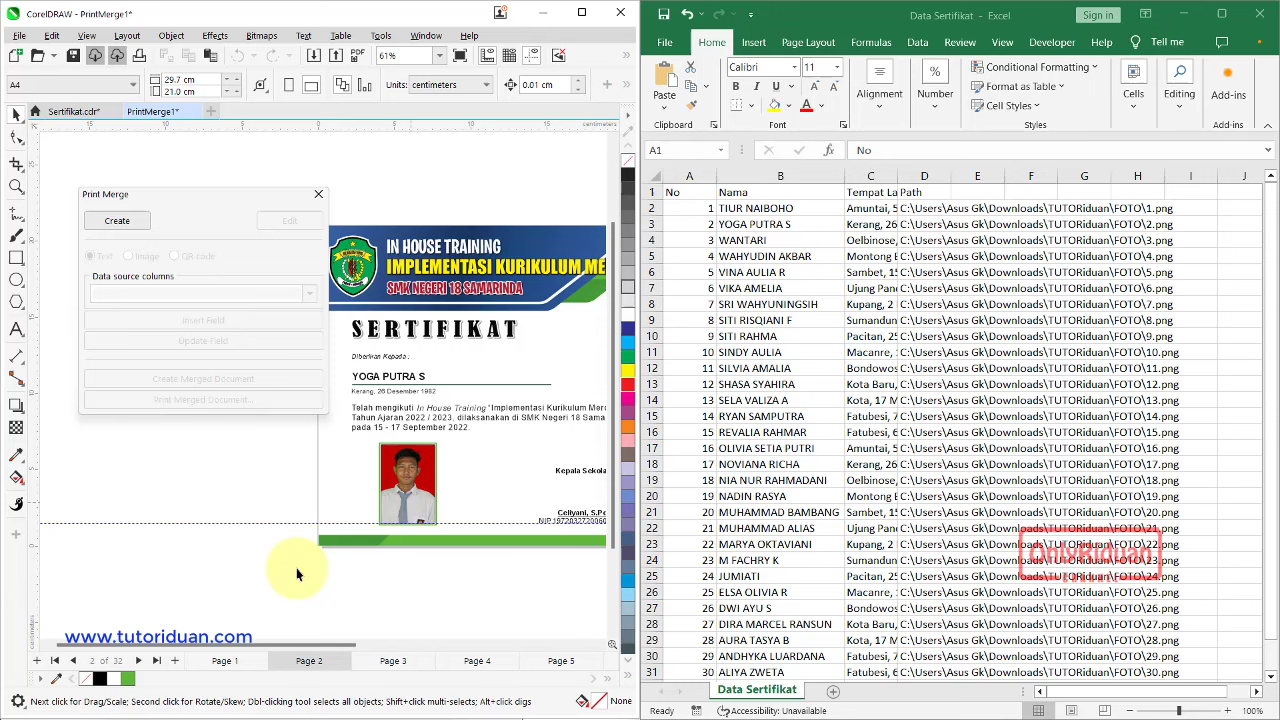 CorelDRAW - PrintMerge1*
File Edit View Layout Object Effects Bitmaps Text Table Tools Window Help
PDF 61%
A4 29.7 cm 21.0 cm Units: centimeters 0.01 cm
Sertifikat.cdr* PrintMerge1*
15 10 5 0 5 10 15 centimeters
Print Merge
Create Edit
Text Image QR code
Data source columns
Insert Field
Update Field
Create Merged Document
Print Merged Document...
IN HOUSE TRAINING
IMPLEMENTASI KURIKULUM ME
SMK NEGERI 18 SAMARINDA
SERTIFIKAT
Diberikan Kepada :
YOGA PUTRA S
Kerang, 26 Desember 1982
Telah mengikuti In House Training "Implementasi Kurikulum Merd
Tahun Ajaran 2022 / 2023, dilaksanakan di SMK Negeri 18 Sama
pada 15 - 17 September 2022.
Kepala Sekola
Celiyani, S.Pd
NIP 1972032720060
www.tutoriduan.com
2 of 32 Page 1 Page 2 Page 3 Page 4 Page 5
Next click for Drag/Scale; Second click for Rotate/Skew; Dbl-clicking tool selects all objects; Shift+click multi-selects; Alt+click digs None
Data Sertifikat - Excel Sign in
File Home Insert Page Layout Formulas Data Review View Developer Help Tell me
Paste Calibri 11 B I U A Alignment % Number Conditional Formatting Format as Table Cell Styles Cells Editing Add-ins
Clipboard Font Styles Add-ins
A1 fx No
A B C D E F G H I J
1 No Nama Tempat La Path
2 1 TIUR NAIBOHO Amuntai, 5 C:\Users\Asus Gk\Downloads\TUTORiduan\FOTO\1.png
3 2 YOGA PUTRA S Kerang, 26 C:\Users\Asus Gk\Downloads\TUTORiduan\FOTO\2.png
4 3 WANTARI Oelbinose, C:\Users\Asus Gk\Downloads\TUTORiduan\FOTO\3.png
5 4 WAHYUDIN AKBAR Montong B C:\Users\Asus Gk\Downloads\TUTORiduan\FOTO\4.png
6 5 VINA AULIA R Sambet, 15 C:\Users\Asus Gk\Downloads\TUTORiduan\FOTO\5.png
7 6 VIKA AMELIA Ujung Pan C:\Users\Asus Gk\Downloads\TUTORiduan\FOTO\6.png
8 7 SRI WAHYUNINGSIH Kupang, 2 C:\Users\Asus Gk\Downloads\TUTORiduan\FOTO\7.png
9 8 SITI RISQIANI F Sumandun C:\Users\Asus Gk\Downloads\TUTORiduan\FOTO\8.png
10 9 SITI RAHMA Pacitan, 25 C:\Users\Asus Gk\Downloads\TUTORiduan\FOTO\9.png
11 10 SINDY AULIA Macanre, C:\Users\Asus Gk\Downloads\TUTORiduan\FOTO\10.png
12 11 SILVIA AMALIA Bondowos C:\Users\Asus Gk\Downloads\TUTORiduan\FOTO\11.png
13 12 SHASA SYAHIRA Kota Baru, C:\Users\Asus Gk\Downloads\TUTORiduan\FOTO\12.png
14 13 SELA VALIZA A Kota, 17 M C:\Users\Asus Gk\Downloads\TUTORiduan\FOTO\13.png
15 14 RYAN SAMPUTRA Fatubesi, 7 C:\Users\Asus Gk\Downloads\TUTORiduan\FOTO\14.png
16 15 REVALIA RAHMAR Fatubesi, 6 C:\Users\Asus Gk\Downloads\TUTORiduan\FOTO\15.png
17 16 OLIVIA SETIA PUTRI Amuntai, 5 C:\Users\Asus Gk\Downloads\TUTORiduan\FOTO\16.png
18 17 NOVIANA RICHA Kerang, 26 C:\Users\Asus Gk\Downloads\TUTORiduan\FOTO\17.png
19 18 NIA NUR RAHMADANI Oelbinose, C:\Users\Asus Gk\Downloads\TUTORiduan\FOTO\18.png
20 19 NADIN RASYA Montong B C:\Users\Asus Gk\Downloads\TUTORiduan\FOTO\19.png
21 20 MUHAMMAD BAMBANG Sambet, 15 C:\Users\Asus Gk\Downloads\TUTORiduan\FOTO\20.png
22 21 MUHAMMAD ALIAS Ujung Pan C:\Users\Asus Gk\Downloads\TUTORiduan\FOTO\21.png
23 22 MARYA OKTAVIANI Kupang, 2 C:\Users\Asus Gk\Downloads\TUTORiduan\FOTO\22.png
24 23 M FACHRY K Sumandun C:\Users\Asus Gk\Downloads\TUTORiduan\FOTO\23.png
25 24 JUMIATI Pacitan, 25 C:\Users\Asus Gk\Downloads\TUTORiduan\FOTO\24.png
26 25 ELSA OLIVIA R Macanre, C:\Users\Asus Gk\Downloads\TUTORiduan\FOTO\25.png
27 26 DWI AYU S Bondowos C:\Users\Asus Gk\Downloads\TUTORiduan\FOTO\26.png
28 27 DIRA MARCEL RANSUN Kota Baru, C:\Users\Asus Gk\Downloads\TUTORiduan\FOTO\27.png
29 28 AURA TASYA B Kota, 17 M C:\Users\Asus Gk\Downloads\TUTORiduan\FOTO\28.png
30 29 ANDHYKA LUARDANA Fatubesi, 7 C:\Users\Asus Gk\Downloads\TUTORiduan\FOTO\29.png
31 30 ALIYA ZWETA Fatubesi, 6 C:\Users\Asus Gk\Downloads\TUTORiduan\FOTO\30.png
OnlyRiduan
Data Sertifikat
Ready Accessibility: Unavailable 100%